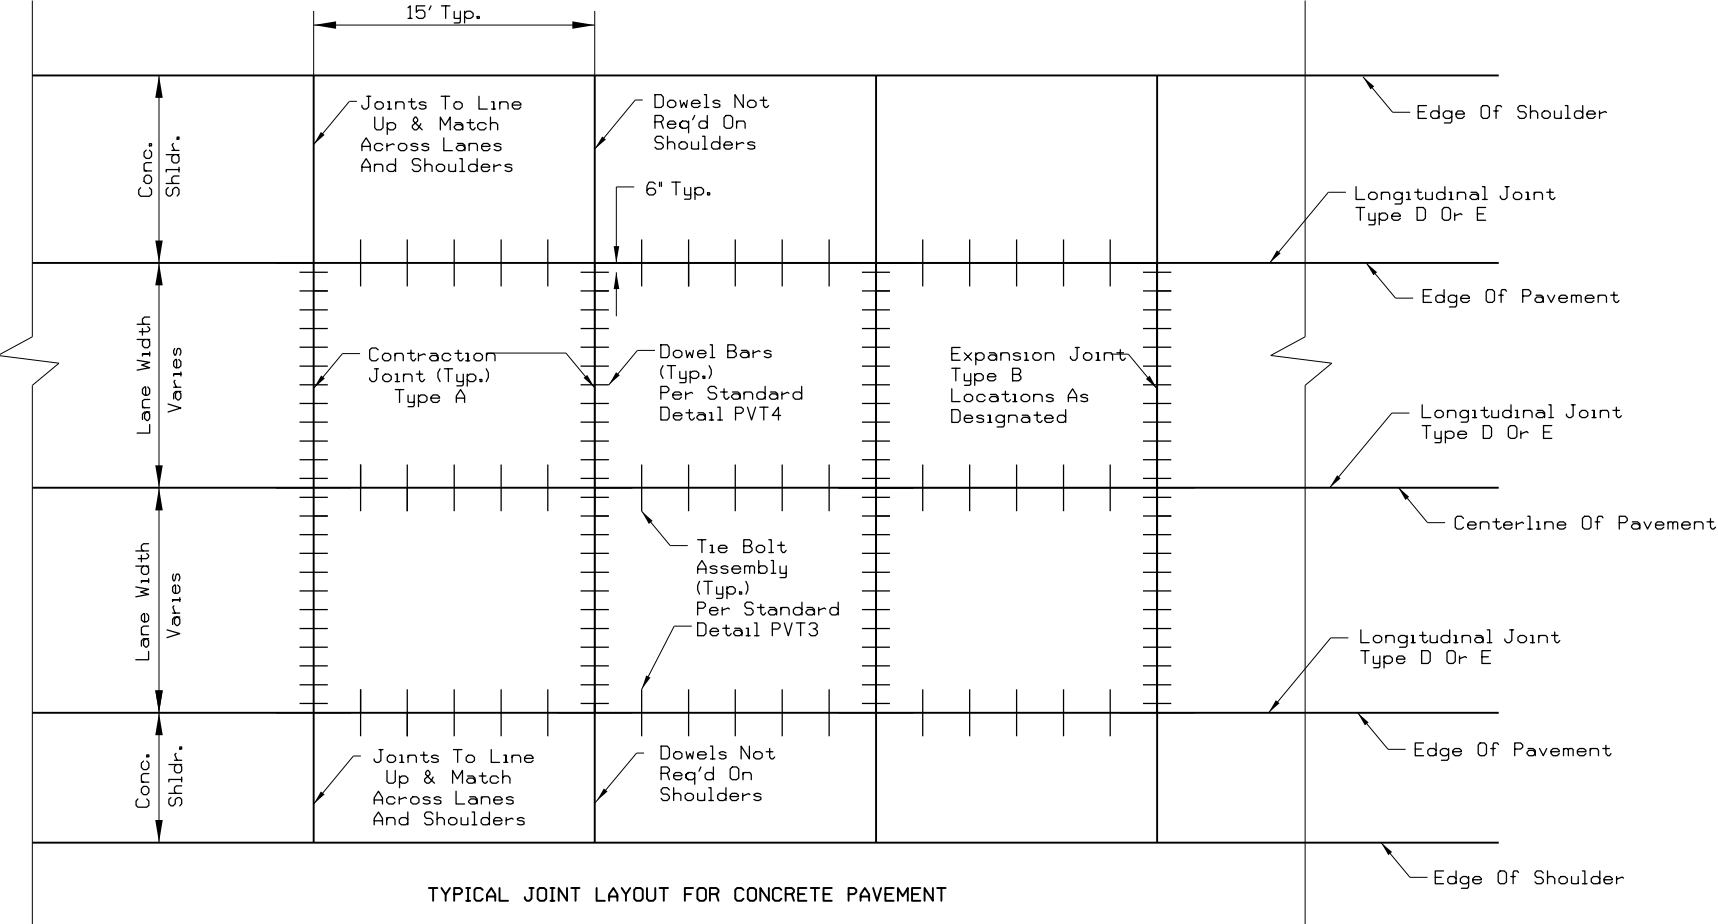 15' Typ.
Joints To Line
Up & Match
Across Lanes
And Shoulders
Dowels Not
Req'd On
Shoulders
6" Typ.
Edge Of Shoulder
Conc.
Shldr.
Longitudinal Joint
Type D Or E
Edge Of Pavement
Lane Width
Varies
Contraction
Joint (Typ.)
Type A
Dowel Bars
(Typ.)
Per Standard
Detail PVT4
Expansion Joint
Type B
Locations As
Designated
Longitudinal Joint
Type D Or E
Centerline Of Pavement
Lane Width
Varies
Tie Bolt
Assembly
(Typ.)
Per Standard
Detail PVT3
Longitudinal Joint
Type D Or E
Edge Of Pavement
Conc.
Shldr.
Joints To Line
Up & Match
Across Lanes
And Shoulders
Dowels Not
Req'd On
Shoulders
Edge Of Shoulder
TYPICAL JOINT LAYOUT FOR CONCRETE PAVEMENT